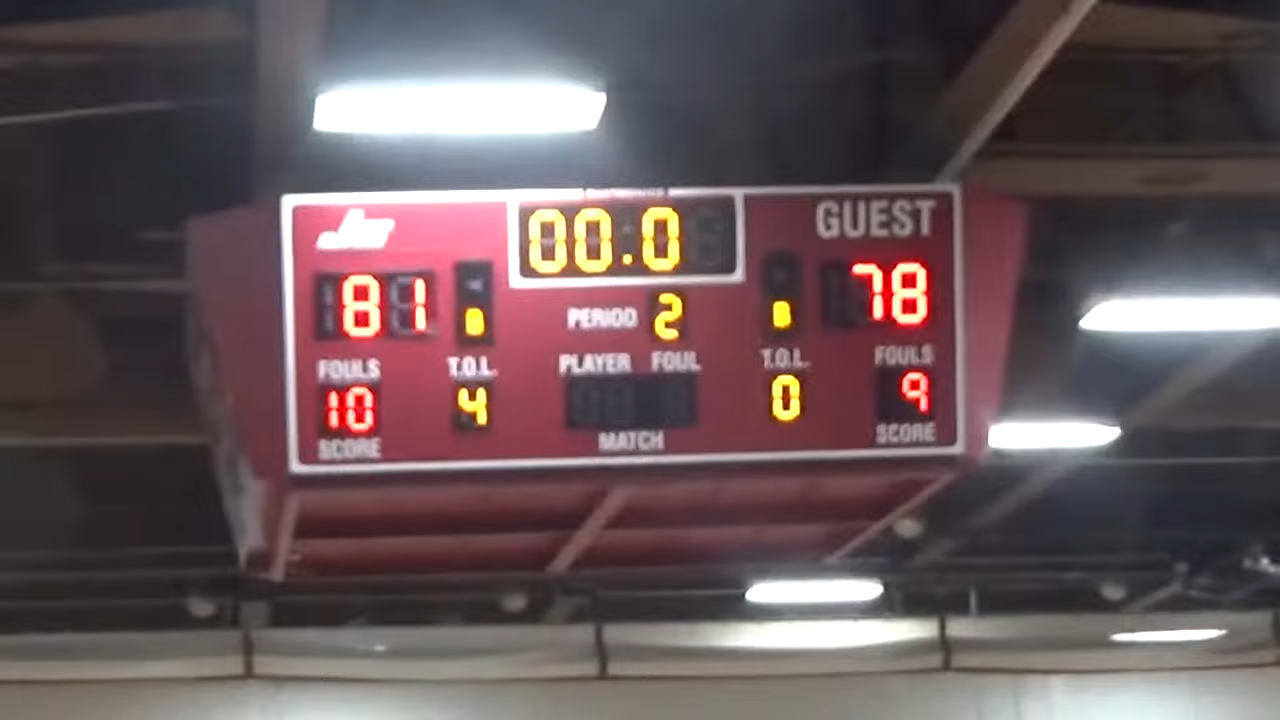 GUEST
00.0
81
78
PERIOD 2
B
B
FOULS
T.O.L.
PLAYER FOUL
T.O.L.
FOULS
10
4
0
9
SCORE
MATCH
SCORE